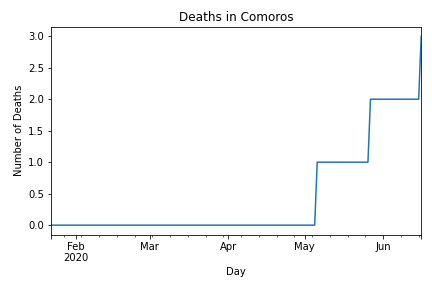 Deaths in Comoros
Number of Deaths
3.0
2.5
2.0
1.5
1.0
0.5
0.0
Feb
2020
Mar
Apr
May
Jun
Day